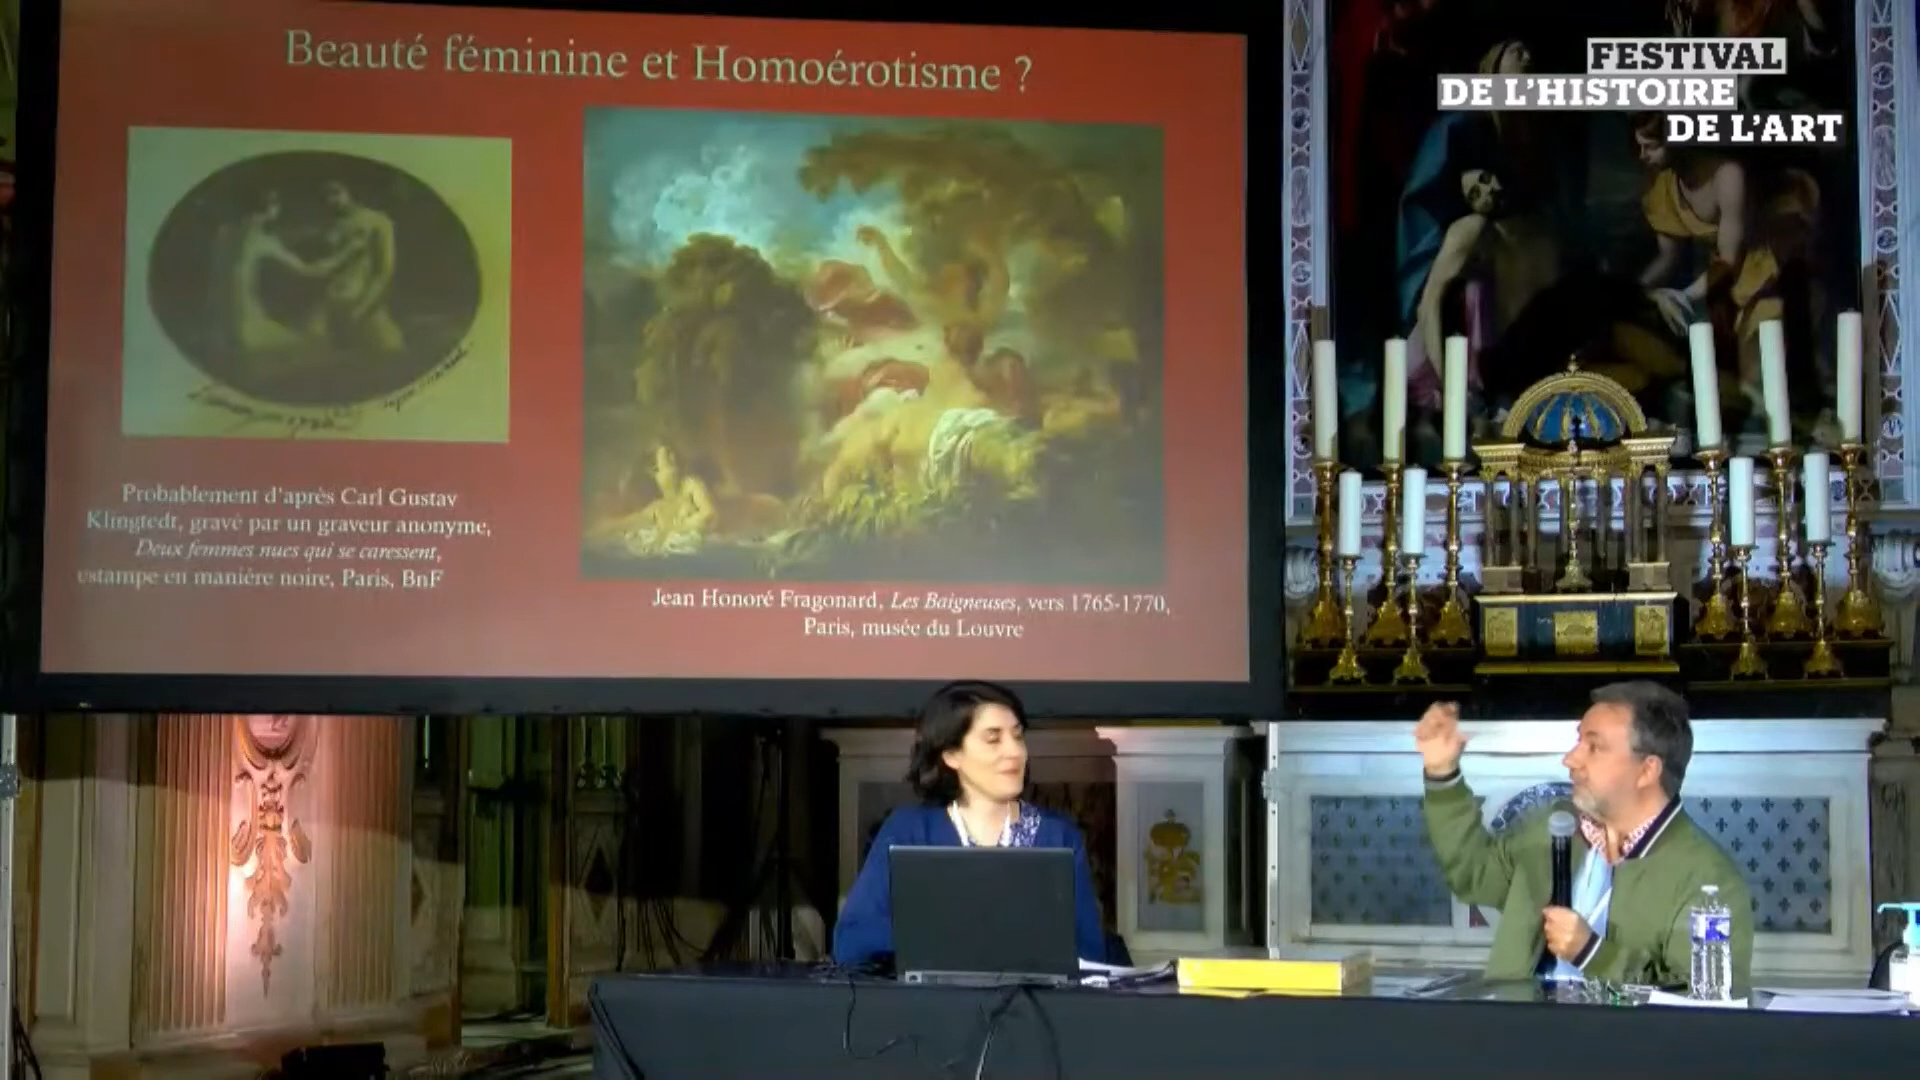 Beauté féminine et Homoérotisme ?
FESTIVAL
DE L'HISTOIRE
DE L'ART
Probablement d'après Carl Gustav
Klingtedt, gravé par un graveur anonyme,
Deux femmes nues qui se caressent,
estampe en manière noire, Paris, BnF
Jean Honoré Fragonard, Les Baigneuses, vers 1765-1770,
Paris, musée du Louvre